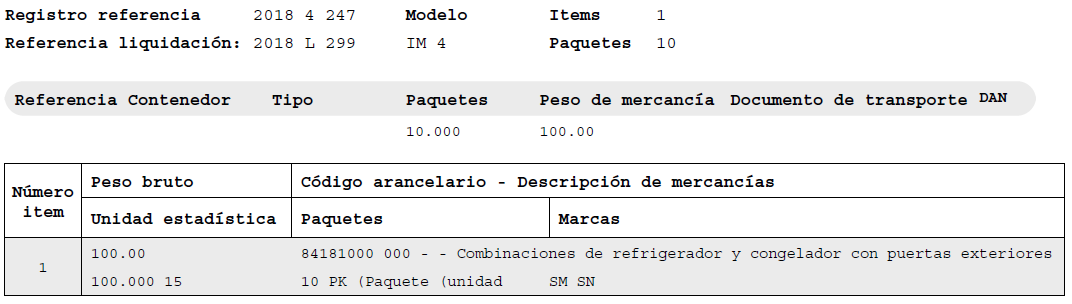 Registro referencia 2018 4 247 Modelo Items 1
Referencia liquidación: 2018 L 299 IM 4 Paquetes 10
Referencia Contenedor Tipo Paquetes Peso de mercancía Documento de transporte DAN
10.000 100.00
Número item Peso bruto Código arancelario - Descripción de mercancías
Unidad estadística Paquetes Marcas
1 100.00 84181000 000 - - Combinaciones de refrigerador y congelador con puertas exteriores
100.000 15 10 PK (Paquete (unidad SM SN